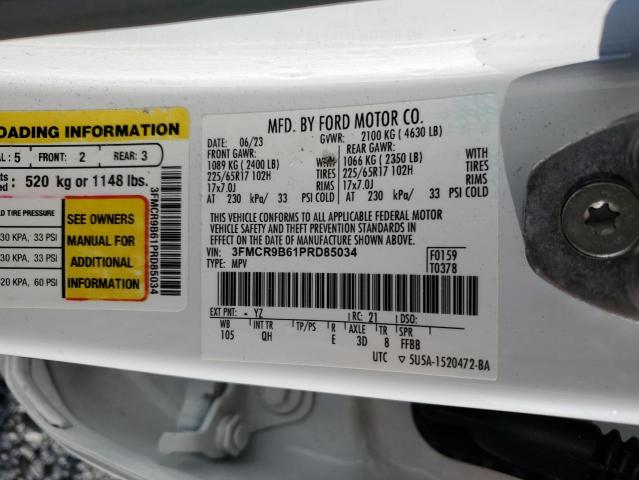 OADING INFORMATION
AL: 5 FRONT: 2 REAR: 3
520 kg or 1148 lbs.
D TIRE PRESSURE
30 KPA, 33 PSI
30 KPA, 33 PSI
20 KPA, 60 PSI
SEE OWNERS
MANUAL FOR
ADDITIONAL
INFORMATION
3FMCR9B61PRD85034
MFD. BY FORD MOTOR CO.
DATE: 06/23 GVWR: 2100 KG ( 4630 LB)
FRONT GAWR: REAR GAWR:
1089 KG ( 2400 LB) WITH 1066 KG ( 2350 LB) WITH
225/65R17 102H TIRES 225/65R17 102H TIRES
17x7.0J RIMS 17x7.0J RIMS
AT 230 kPa/ 33 PSI COLD AT 230 kPa/ 33 PSI COLD
THIS VEHICLE CONFORMS TO ALL APPLICABLE FEDERAL MOTOR
VEHICLE SAFETY AND THEFT PREVENTION STANDARDS IN EFFECT ON
THE DATE OF MANUFACTURE SHOWN ABOVE.
VIN: 3FMCR9B61PRD85034
TYPE: MPV
F0159
T0378
EXT PNT: - YZ RC: 21 DSO:
WB INT TR TP/PS R AXLE TR SPR
105 QH E 3D 8 FFBB
UTC ▽ 5U5A-1520472-BA